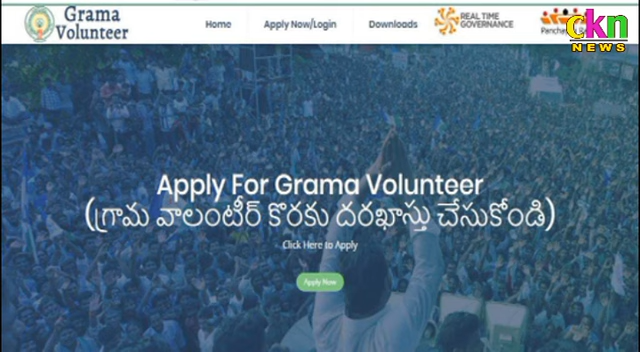 Grama
Volunteer
Home
Apply Now/Login
Downloads
REAL TIME
GOVERNANCE
ckn
NEWS
Apply For Grama Volunteer
(గ్రామ వాలంటీర్ కొరకు దరఖాస్తు చేసుకోండి)
Click Here to Apply
Apply Now